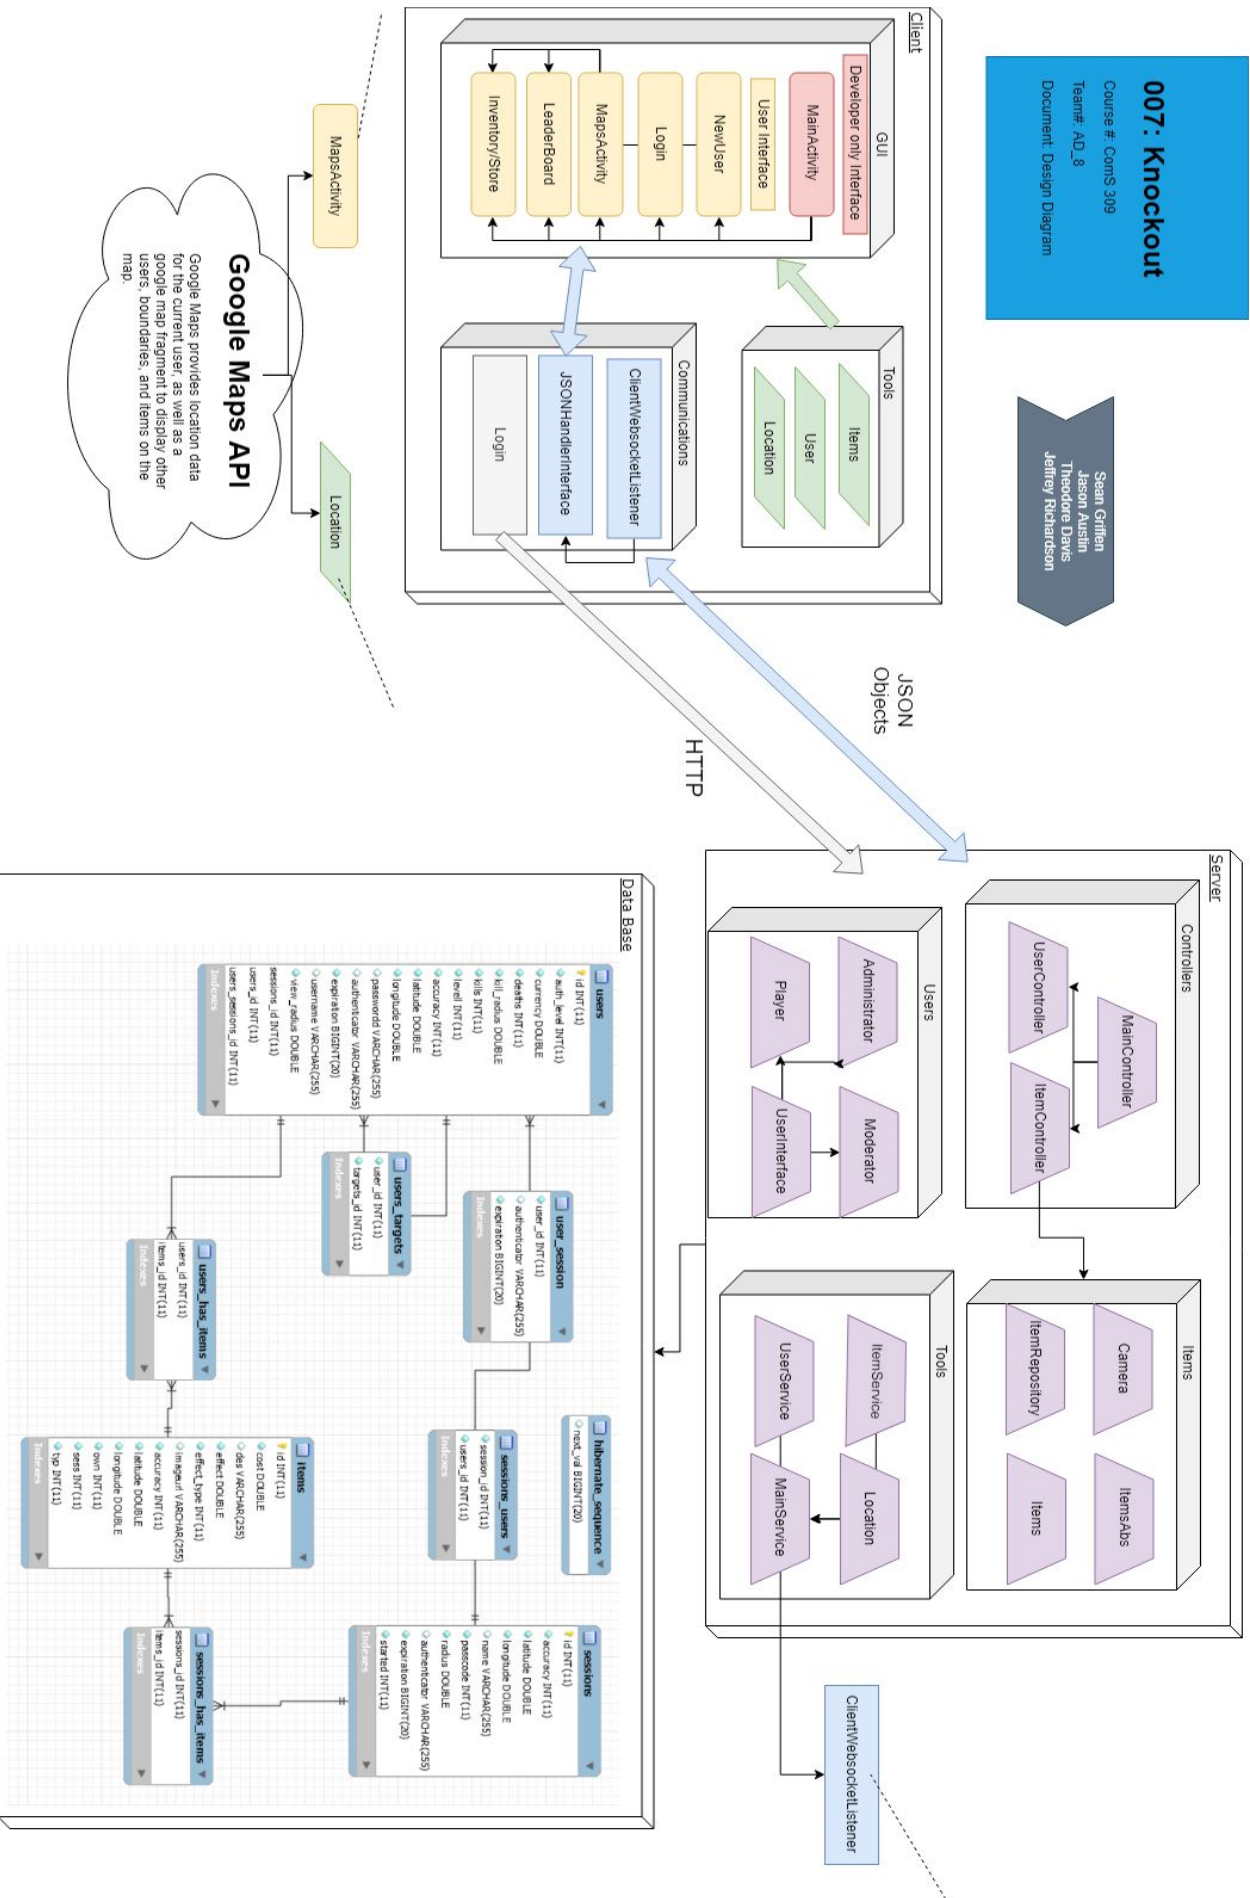 007: Knockout
Course #: ComS 309
Team#: AD_8
Document: Design Diagram
Sean Griffen
Jason Austin
Theodore Davis
Jeffrey Richardson
Client
GUI
Developer only Interface
MainActivity
User Interface
NewUser
Login
MapsActivity
LeaderBoard
Inventory/Store
Tools
Items
User
Location
Communications
ClientWebsocketListener
JSONHandlerInterface
Login
JSON
Objects
HTTP
MapsActivity
Location
Google Maps API
Google Maps provides location data
for the current user, as well as a
google map fragment to display other
users, boundaries, and items on the
map.
Server
Controllers
MainController
UserController
ItemController
Items
Camera
ItemsAbs
ItemRepository
Items
Users
Administrator
Moderator
Player
UserInterface
Tools
ItemService
Location
UserService
MainService
ClientWebsocketListener
Data Base
users
id INT(11)
auth_level INT(11)
currency DOUBLE
deaths INT(11)
kill_radius DOUBLE
kills INT(11)
levell INT(11)
accuracy INT(11)
latitude DOUBLE
longitude DOUBLE
passwordd VARCHAR(255)
authenticator VARCHAR(255)
expiration BIGINT(20)
username VARCHAR(255)
view_radius DOUBLE
sessions_id INT(11)
users_id INT(11)
users_sessions_id INT(11)
Indexes
user_session
user_id INT(11)
authenticator VARCHAR(255)
expiration BIGINT(20)
Indexes
users_targets
user_id INT(11)
targets_id INT(11)
Indexes
users_has_items
users_id INT(11)
items_id INT(11)
Indexes
hibernate_sequence
next_val BIGINT(20)
sessions_users
session_id INT(11)
users_id INT(11)
Indexes
items
id INT(11)
cost DOUBLE
des VARCHAR(255)
effect DOUBLE
effect_type INT(11)
imageurl VARCHAR(255)
accuracy INT(11)
latitude DOUBLE
longitude DOUBLE
own INT(11)
sess INT(11)
typ INT(11)
Indexes
sessions
id INT(11)
accuracy INT(11)
latitude DOUBLE
longitude DOUBLE
name VARCHAR(255)
passcode INT(11)
radius DOUBLE
authenticator VARCHAR(255)
expiration BIGINT(20)
started INT(11)
Indexes
sessions_has_items
sessions_id INT(11)
items_id INT(11)
Indexes